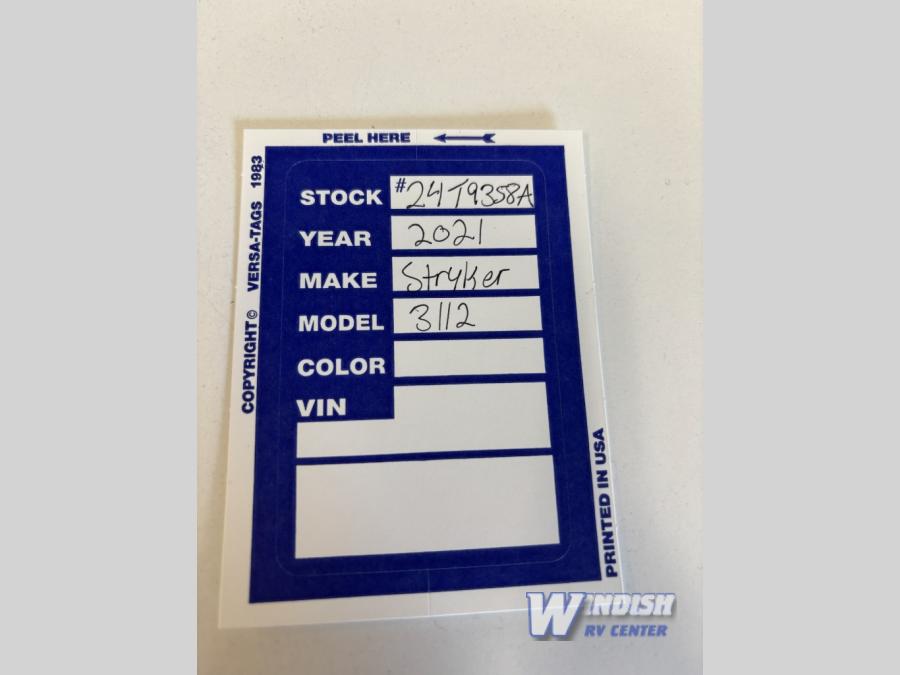 PEEL HERE
COPYRIGHT© VERSA-TAGS 1983
STOCK #24T9358A
YEAR 2021
MAKE Stryker
MODEL 3112
COLOR
VIN
PRINTED IN USA
WINDISH
RV CENTER